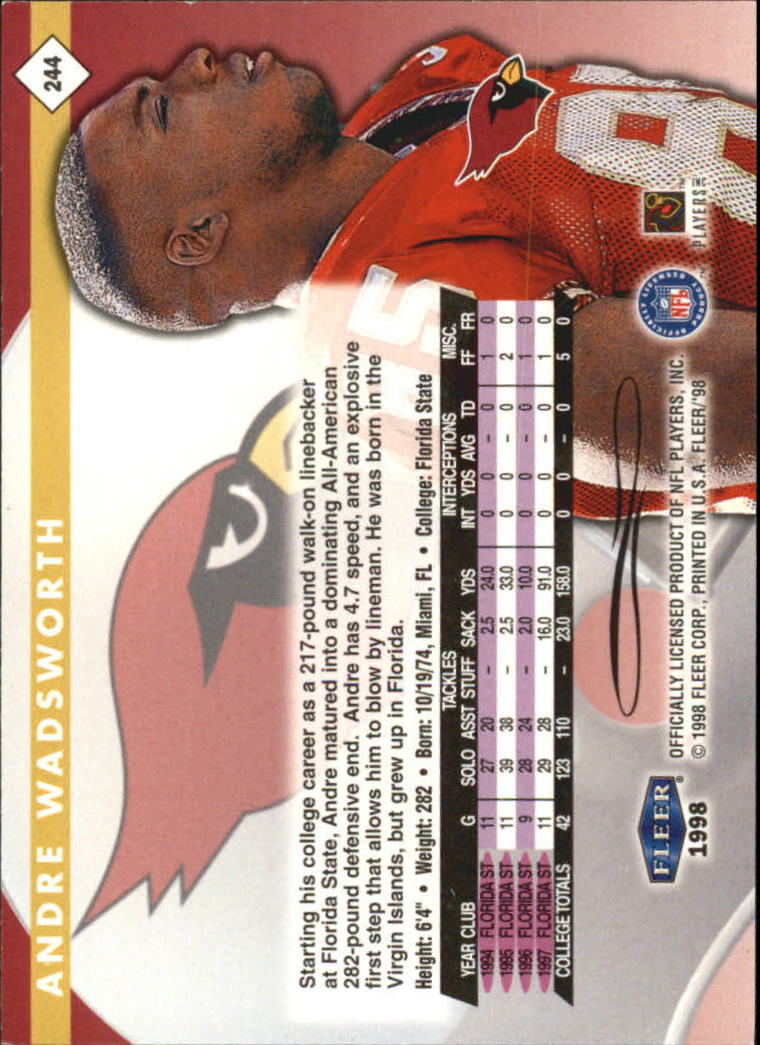 244
ANDRE WADSWORTH
Starting his college career as a 217-pound walk-on linebacker
at Florida State, Andre matured into a dominating All-American
282-pound defensive end. Andre has 4.7 speed, and an explosive
first step that allows him to blow by lineman. He was born in the
Virgin Islands, but grew up in Florida.
Height: 6'4" • Weight: 282 • Born: 10/19/74, Miami, FL • College: Florida State
TACKLES INTERCEPTIONS MISC.
YEAR CLUB G SOLO ASST STUFF SACK YDS INT YDS AVG TD FF FR
1994 FLORIDA ST 11 27 20 – 2.5 24.0 0 0 – 0 1 0
1995 FLORIDA ST 11 39 38 – 2.5 33.0 0 0 – 0 2 0
1996 FLORIDA ST 9 28 24 – 2.0 10.0 0 0 – 0 1 0
1997 FLORIDA ST 11 29 28 – 16.0 91.0 0 0 – 0 1 0
COLLEGE TOTALS 42 123 110 – 23.0 158.0 0 0 – 0 5 0
FLEER®
1998
OFFICIALLY LICENSED PRODUCT OF NFL PLAYERS, INC.
© 1998 FLEER CORP., PRINTED IN U.S.A. FLEER/'98
NFL
™ PLAYERS INC